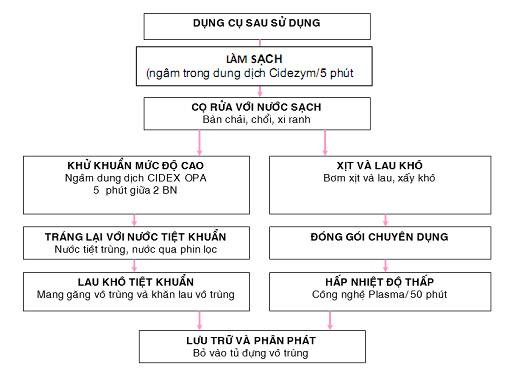 DỤNG CỤ SAU SỬ DỤNG
LÀM SẠCH
(ngâm trong dung dịch Cidezym/5 phút
CỌ RỬA VỚI NƯỚC SẠCH
Bàn chải, chổi, xi ranh
KHỬ KHUẨN MỨC ĐỘ CAO
Ngâm dung dịch CIDEX OPA
5 phút giữa 2 BN
XỊT VÀ LAU KHÔ
Bơm xịt và lau, xấy khô
TRÁNG LẠI VỚI NƯỚC TIỆT KHUẨN
Nước tiệt trùng, nước qua phin lọc
ĐÓNG GÓI CHUYÊN DỤNG
LAU KHÔ TIỆT KHUẨN
Mang găng vô trùng và khăn lau vô trùng
HẤP NHIỆT ĐỘ THẤP
Công nghệ Plasma/50 phút
LƯU TRỮ VÀ PHÂN PHÁT
Bỏ vào tủ đựng vô trùng